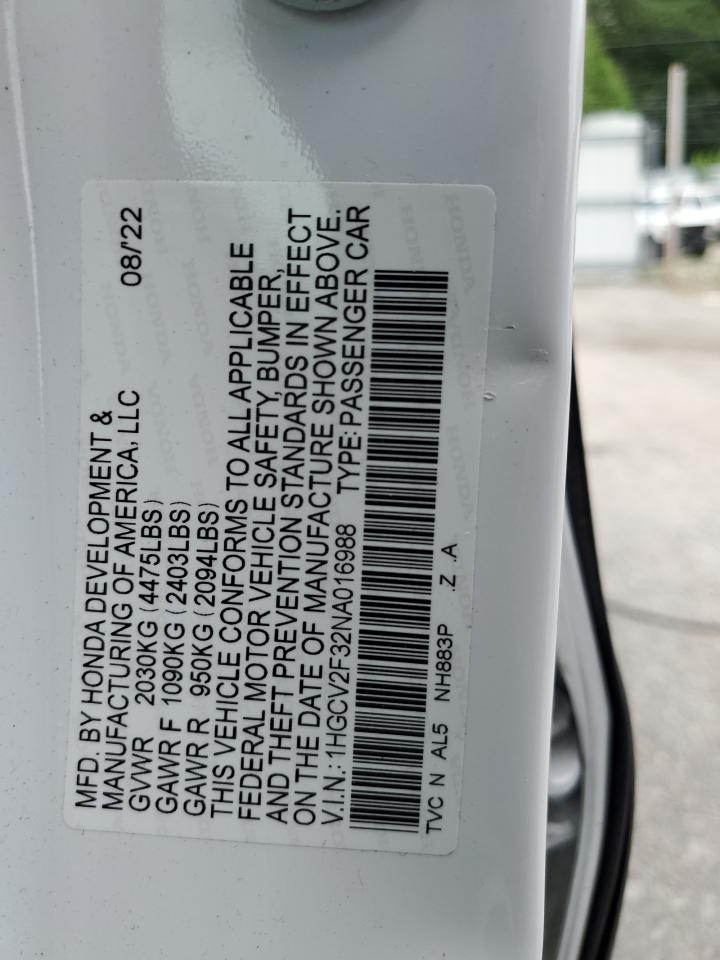 MFD. BY HONDA DEVELOPMENT &
MANUFACTURING OF AMERICA, LLC 08/'22
GVWR 2030KG (4475LBS)
GAWR F 1090KG (2403LBS)
GAWR R 950KG (2094LBS)
THIS VEHICLE CONFORMS TO ALL APPLICABLE
FEDERAL MOTOR VEHICLE SAFETY, BUMPER,
AND THEFT PREVENTION STANDARDS IN EFFECT
ON THE DATE OF MANUFACTURE SHOWN ABOVE.
V.I.N.: 1HGCV2F32NA016988 TYPE: PASSENGER CAR
TVC N AL5 NH883P .Z .A